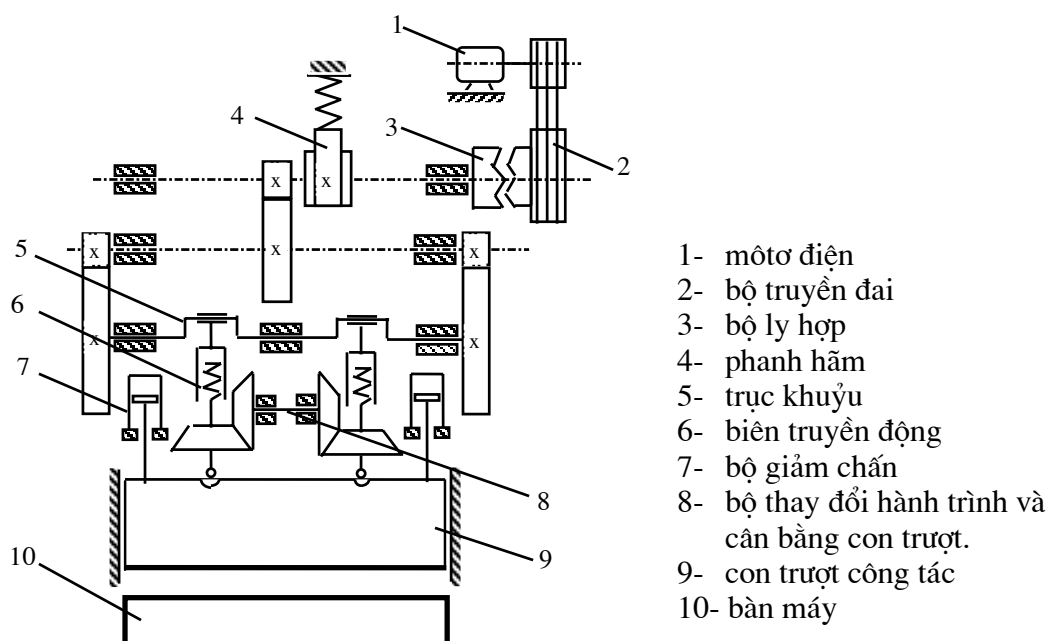 1
4
3
2
5
6
7
8
9
10
x
x
x
x
x
x
x
x
1- môtơ điện
2- bộ truyền đai
3- bộ ly hợp
4- phanh hãm
5- trục khuỷu
6- biên truyền động
7- bộ giảm chấn
8- bộ thay đổi hành trình và
cân bằng con trượt.
9- con trượt công tác
10- bàn máy